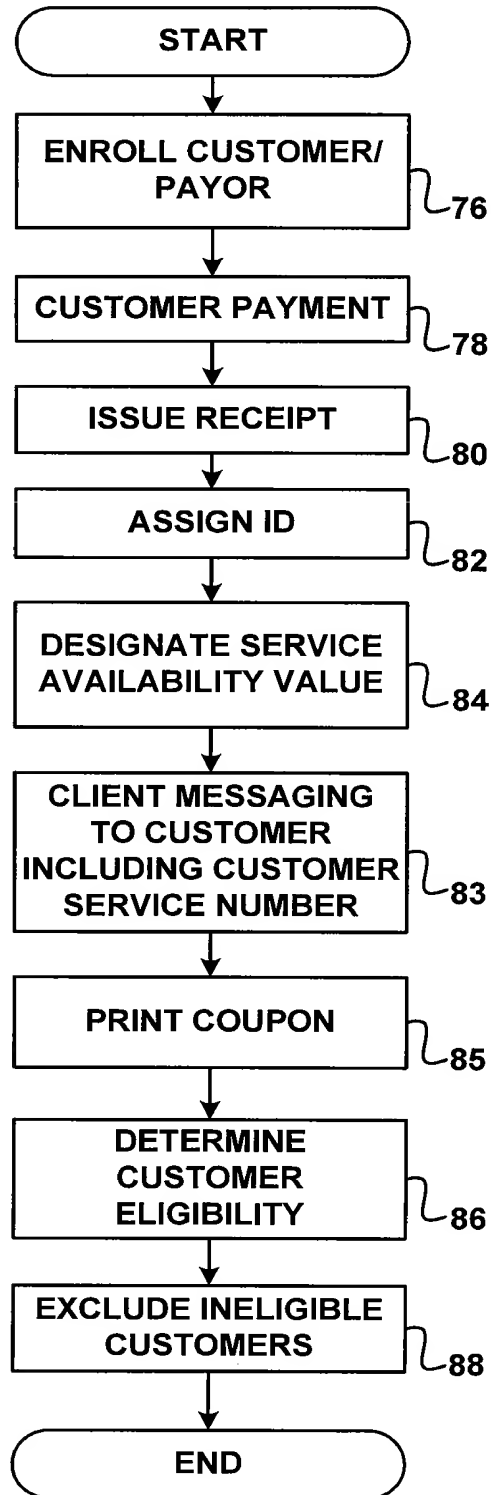 START
ENROLL CUSTOMER/
PAYOR
76
CUSTOMER PAYMENT
78
ISSUE RECEIPT
80
ASSIGN ID
82
DESIGNATE SERVICE
AVAILABILITY VALUE
84
CLIENT MESSAGING
TO CUSTOMER
INCLUDING CUSTOMER
SERVICE NUMBER
83
PRINT COUPON
85
DETERMINE
CUSTOMER
ELIGIBILITY
86
EXCLUDE INELIGIBLE
CUSTOMERS
88
END